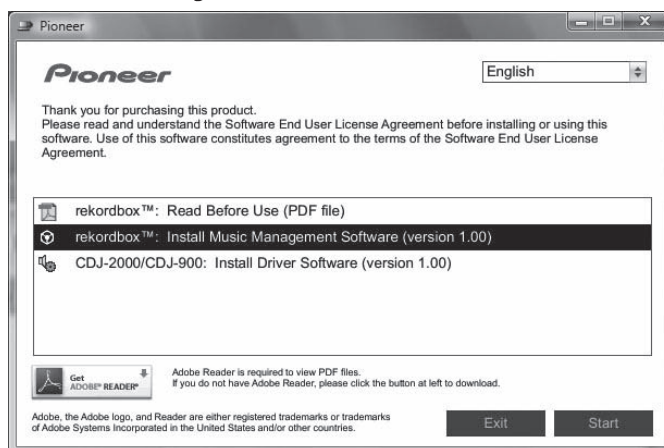 Pioneer
Pioneer
English
Thank you for purchasing this product.
Please read and understand the Software End User License Agreement before installing or using this
software. Use of this software constitutes agreement to the terms of the Software End User License
Agreement.
rekordbox™: Read Before Use (PDF file)
rekordbox™: Install Music Management Software (version 1.00)
CDJ-2000/CDJ-900: Install Driver Software (version 1.00)
Get
ADOBE® READER®
Adobe Reader is required to view PDF files.
If you do not have Adobe Reader, please click the button at left to download.
Adobe, the Adobe logo, and Reader are either registered trademarks or trademarks
of Adobe Systems Incorporated in the United States and/or other countries.
Exit
Start